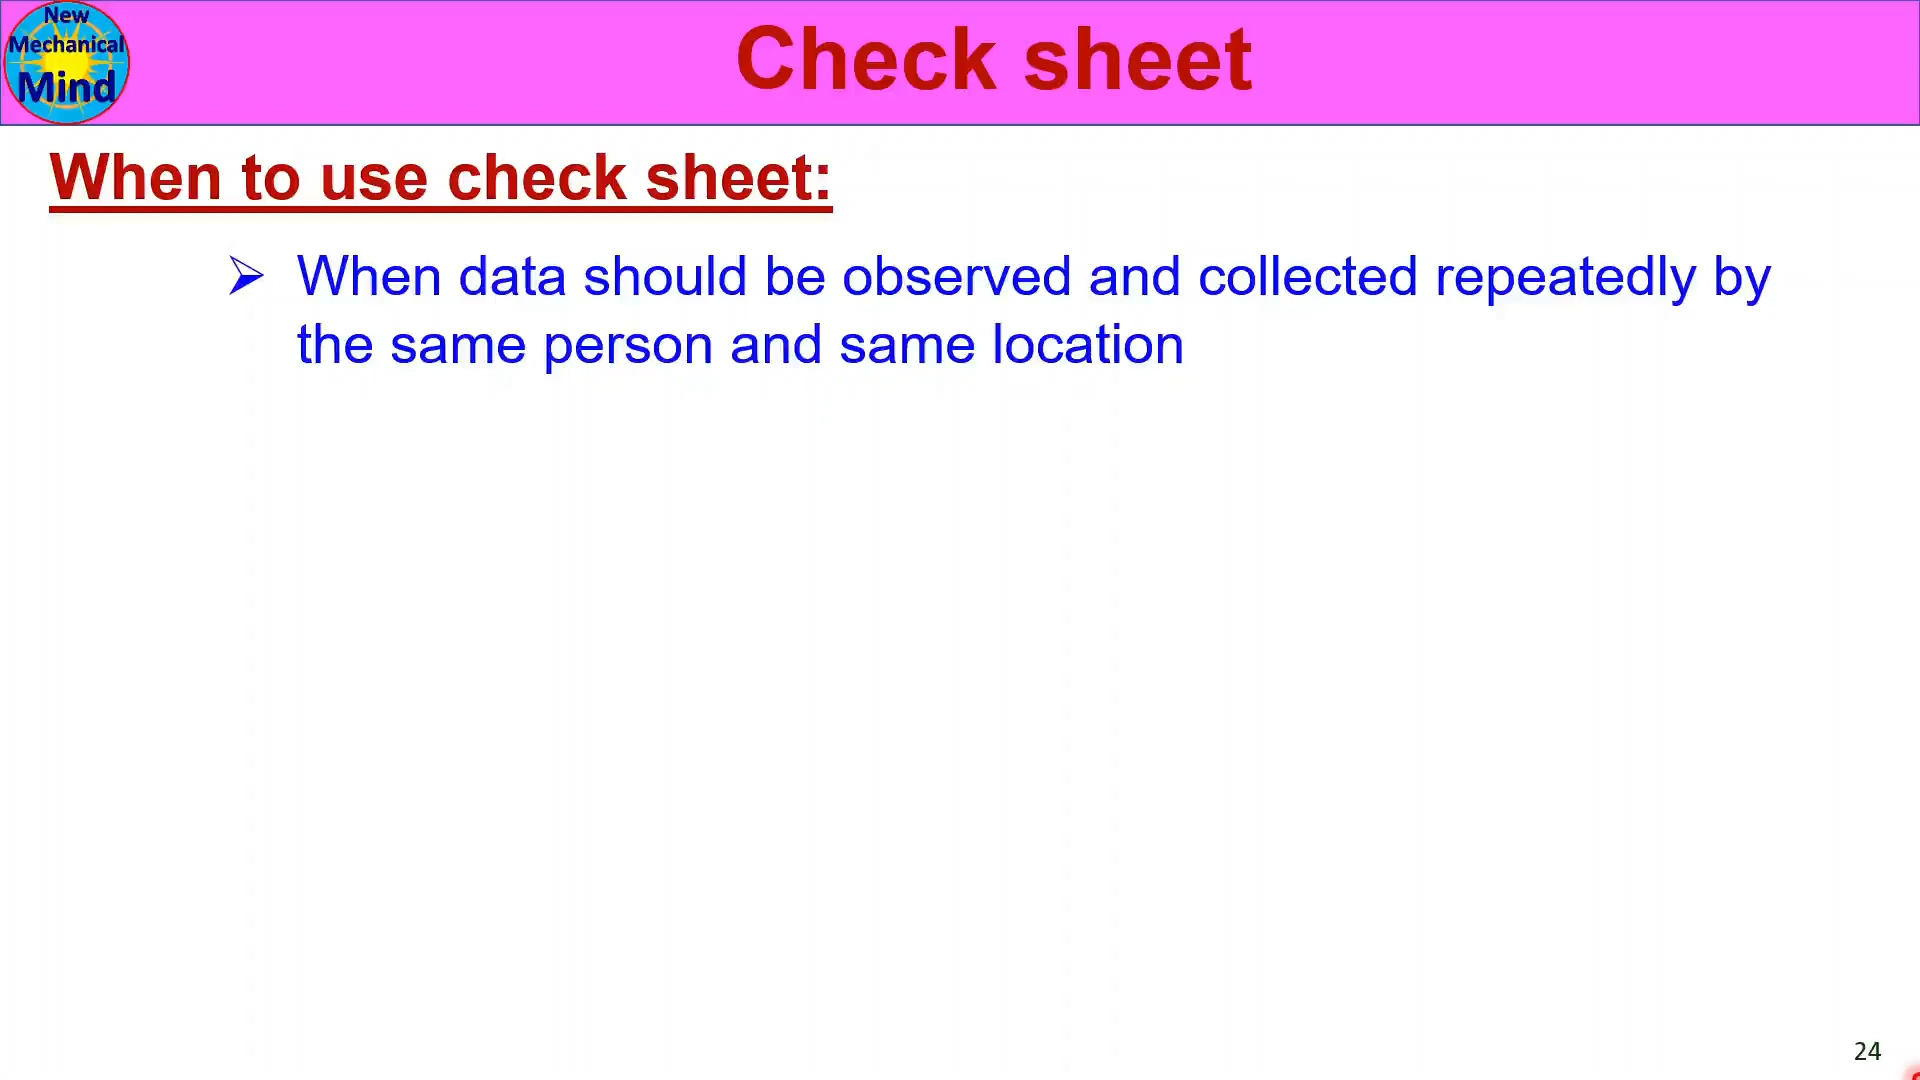 New
Mechanical
Mind
Check sheet
When to use check sheet:
When data should be observed and collected repeatedly by
the same person and same location
24